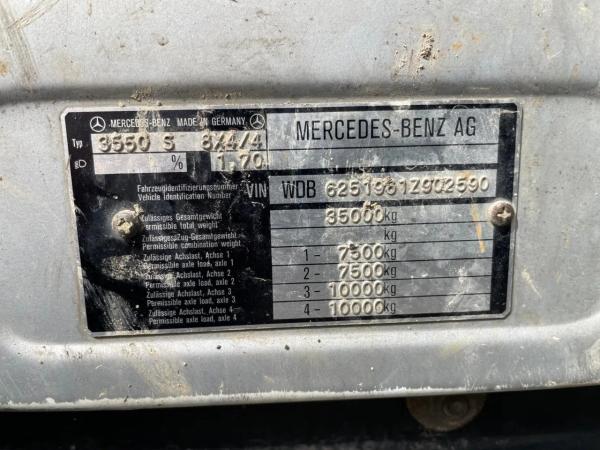 MERCEDES-BENZ MADE IN GERMANY
MERCEDES-BENZ AG
Typ 3550 S 8X4/4
% 1.70
Fahrzeugidentifizierungsnummer
Vehicle Identification Number
VIN WDB 6251961Z902590
Zulässiges Gesamtgewicht
Permissible total weight
35000kg
Zulässiges Zug-Gesamtgewicht
Permissible combination weight
kg
Zulässige Achslast, Achse 1
Permissible axle load, axle 1
1 - 7500kg
Zulässige Achslast, Achse 2
Permissible axle load, axle 2
2 - 7500kg
Zulässige Achslast, Achse 3
Permissible axle load, axle 3
3 - 10000kg
Zulässige Achslast, Achse 4
Permissible axle load, axle 4
4 - 10000kg